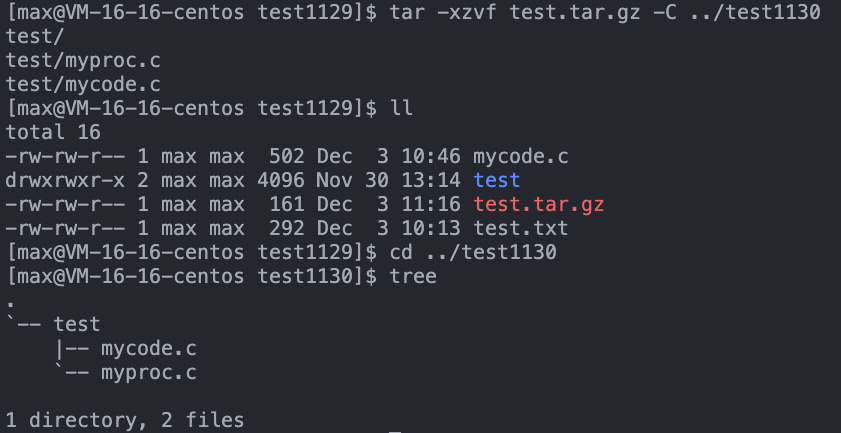 [max@VM-16-16-centos test1129]$ tar -xzvf test.tar.gz -C ../test1130
test/
test/myproc.c
test/mycode.c
[max@VM-16-16-centos test1129]$ ll
total 16
-rw-rw-r-- 1 max max  502 Dec  3 10:46 mycode.c
drwxrwxr-x 2 max max 4096 Nov 30 13:14 test
-rw-rw-r-- 1 max max  161 Dec  3 11:16 test.tar.gz
-rw-rw-r-- 1 max max  292 Dec  3 10:13 test.txt
[max@VM-16-16-centos test1129]$ cd ../test1130
[max@VM-16-16-centos test1130]$ tree
.
`-- test
    |-- mycode.c
    `-- myproc.c

1 directory, 2 files